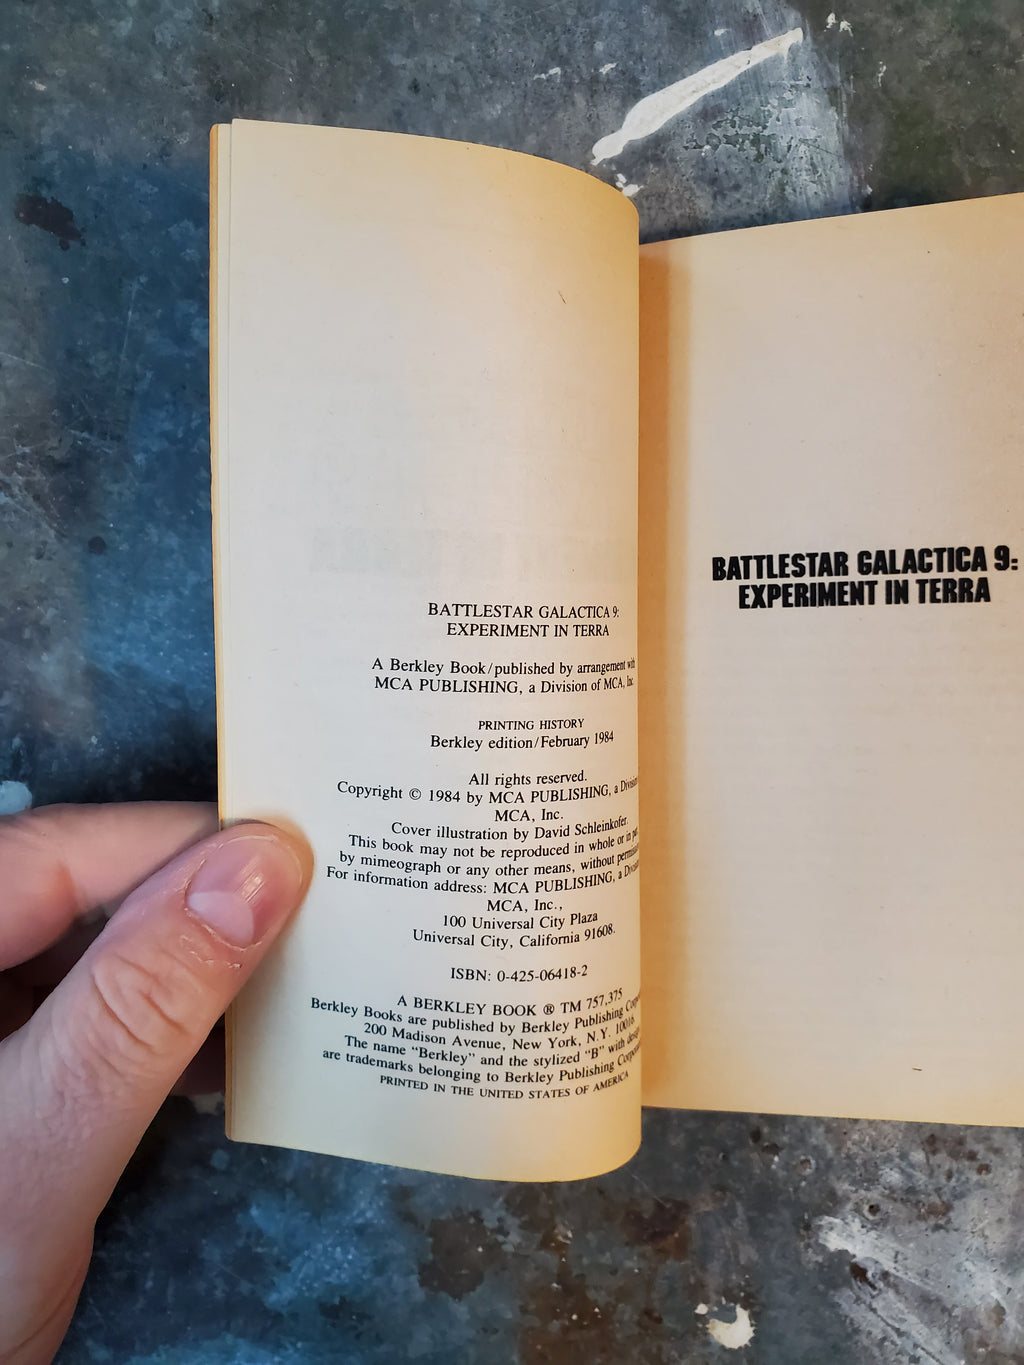 BATTLESTAR GALACTICA 9:
EXPERIMENT IN TERRA
A Berkley Book/published by arrangement with
MCA PUBLISHING, a Division of MCA, Inc.
PRINTING HISTORY
Berkley edition/February 1984
All rights reserved.
Copyright © 1984 by MCA PUBLISHING, a Division
MCA, Inc.
Cover illustration by David Schleinkofer.
This book may not be reproduced in whole or in
by mimeograph or any other means, without
For information address: MCA PUBLISHING, a
MCA, Inc.,
100 Universal City Plaza
Universal City, California 91608.
ISBN: 0-425-06418-2
A BERKLEY BOOK ® TM 757,375
Berkley Books are published by Berkley Publishing
200 Madison Avenue, New York, N.Y. 10016.
The name "Berkley" and the stylized "B" with
are trademarks belonging to Berkley Publishing
PRINTED IN THE UNITED STATES OF AMERICA
BATTLESTAR GALACTICA 9:
EXPERIMENT IN TERRA